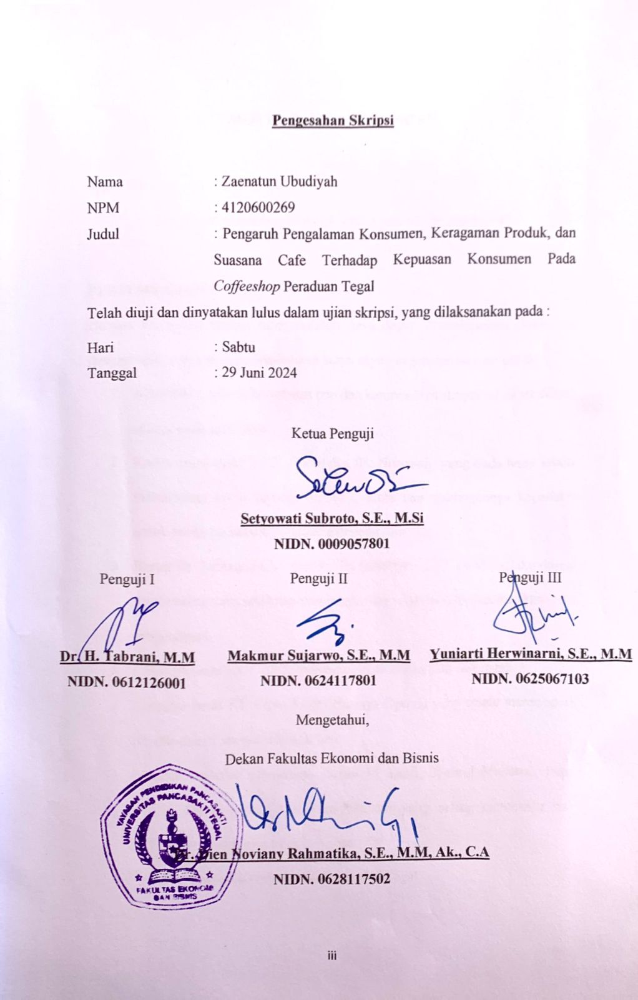 Pengesahan Skripsi
Nama : Zaenatun Ubudiyah
NPM : 4120600269
Judul : Pengaruh Pengalaman Konsumen, Keragaman Produk, dan
Suasana Cafe Terhadap Kepuasan Konsumen Pada
Coffeeshop Peraduan Tegal
Telah diuji dan dinyatakan lulus dalam ujian skripsi, yang dilaksanakan pada :
Hari : Sabtu
Tanggal : 29 Juni 2024
Ketua Penguji
Setyowati Subroto, S.E., M.Si
NIDN. 0009057801
Penguji I Penguji II Penguji III
Dr. H. Tabrani, M.M Makmur Sujarwo, S.E., M.M Yuniarti Herwinarni, S.E., M.M
NIDN. 0612126001 NIDN. 0624117801 NIDN. 0625067103
Mengetahui,
Dekan Fakultas Ekonomi dan Bisnis
YAYASAN PENDIDIKAN PANCASAKTI
UNIVERSITAS PANCASAKTI TEGAL
FAKULTAS EKONOMI
DAN BISNIS
Dr. Dien Noviany Rahmatika, S.E., M.M, Ak., C.A
NIDN. 0628117502
iii